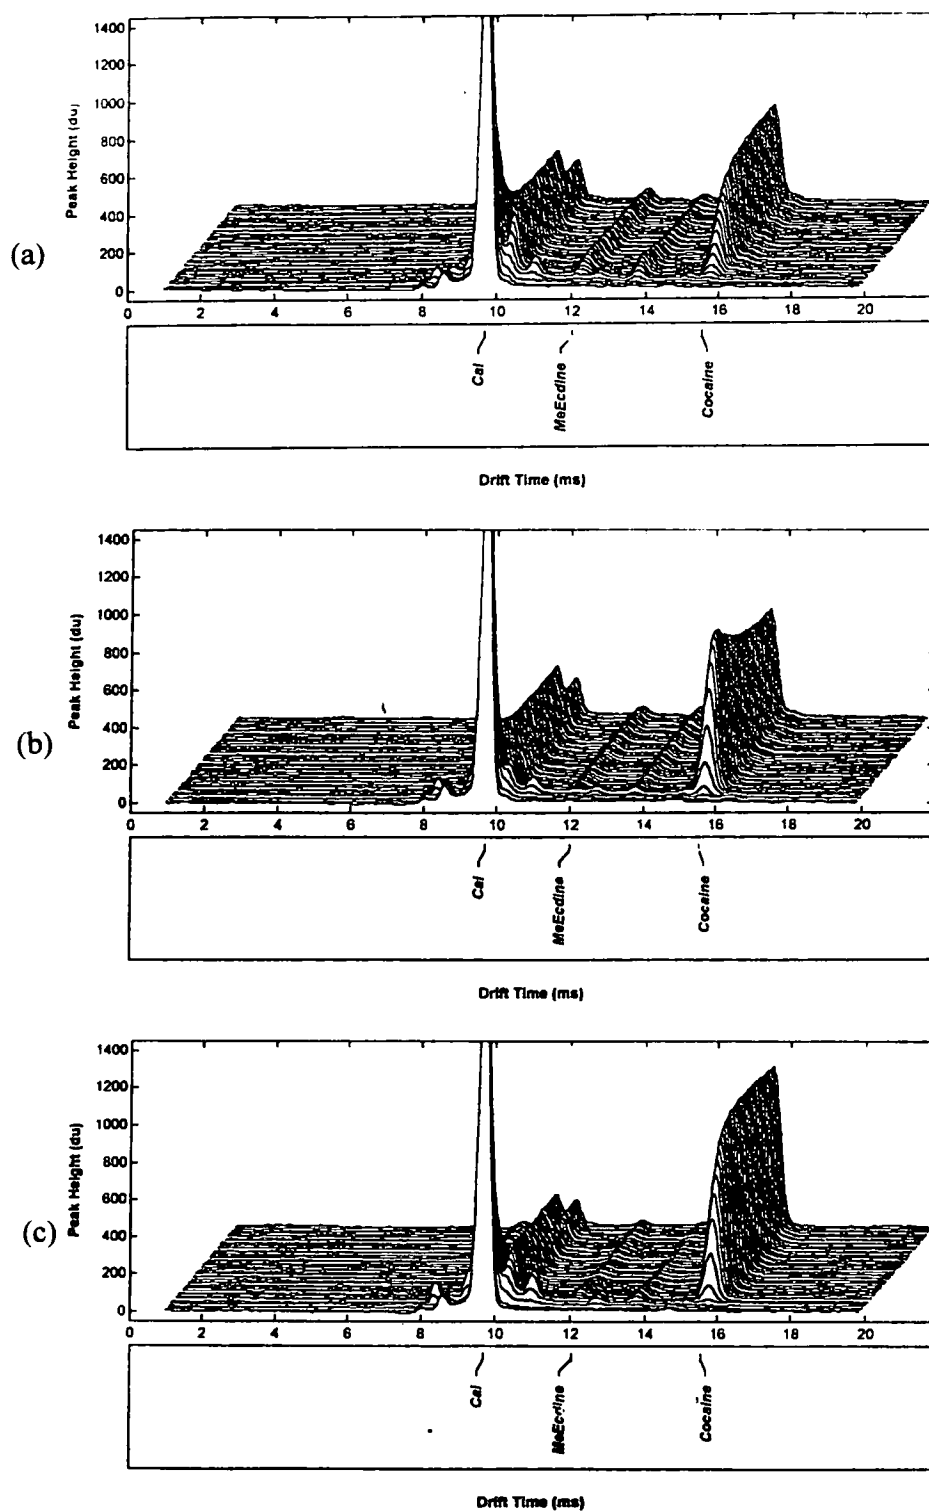 (a)
Peak Height (du)
1400
1200
1000
800
600
400
200
0
0 2 4 6 8 10 12 14 16 18 20
Cal
MeEcdine
Cocaine
Drift Time (ms)
(b)
Peak Height (du)
1400
1200
1000
800
600
400
200
0
0 2 4 6 8 10 12 14 16 18 20
Cal
MeEcdine
Cocaine
Drift Time (ms)
(c)
Peak Height (du)
1400
1200
1000
800
600
400
200
0
0 2 4 6 8 10 12 14 16 18 20
Cal
MeEcdine
Cocaine
Drift Time (ms)